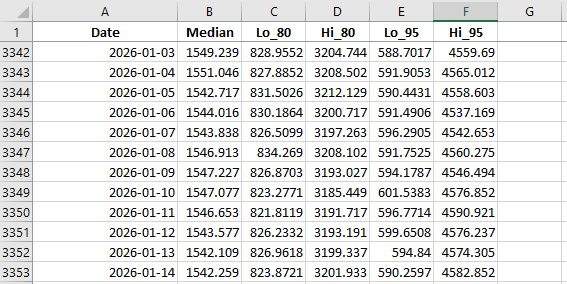 A B C D E F G
1 Date Median Lo_80 Hi_80 Lo_95 Hi_95
3342 2026-01-03 1549.239 828.9552 3204.744 588.7017 4559.69
3343 2026-01-04 1551.046 827.8852 3208.502 591.9053 4565.012
3344 2026-01-05 1542.717 831.5026 3212.129 590.4431 4558.603
3345 2026-01-06 1544.016 830.1864 3200.717 591.4906 4537.169
3346 2026-01-07 1543.838 826.5099 3197.263 596.2905 4542.653
3347 2026-01-08 1546.913 834.269 3208.102 591.7525 4560.275
3348 2026-01-09 1547.227 826.8703 3193.027 594.1787 4546.494
3349 2026-01-10 1547.077 823.2771 3185.449 601.5383 4576.852
3350 2026-01-11 1546.653 821.8119 3191.717 596.7714 4590.921
3351 2026-01-12 1543.577 826.2332 3193.191 599.6508 4576.237
3352 2026-01-13 1542.109 826.9618 3199.337 594.84 4574.305
3353 2026-01-14 1542.259 823.8721 3201.933 590.2597 4582.852